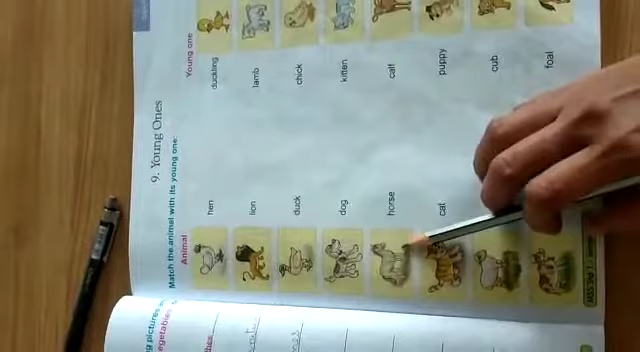 9. Young Ones
Match the animal with its young one:
Animal Young one
hen duckling
lion lamb
duck chick
dog kitten
horse calf
cat puppy
cub
foal